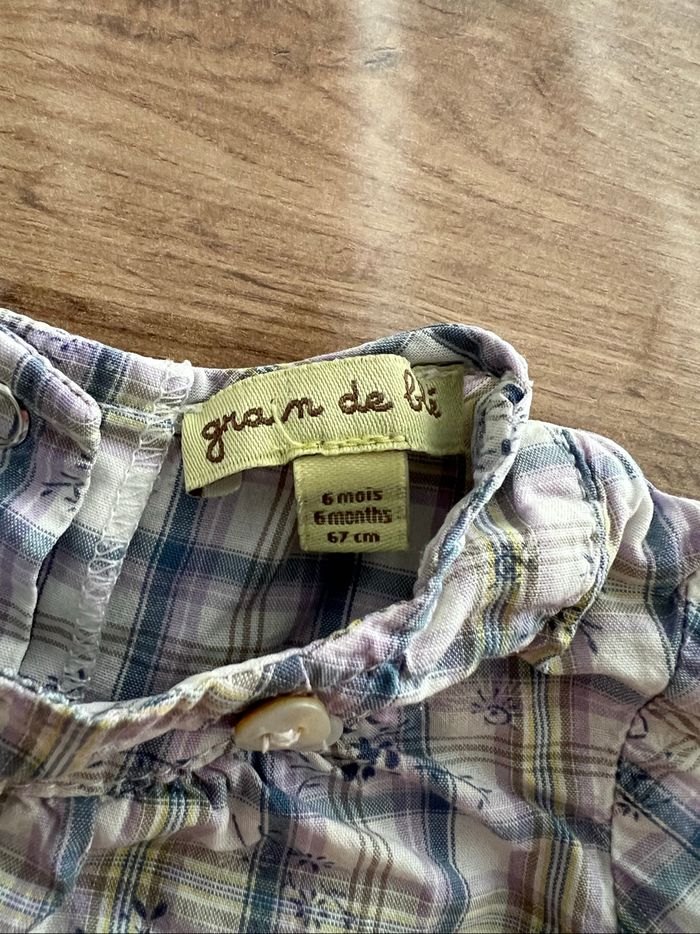 grain de blé
6 mois
6 months
67 cm